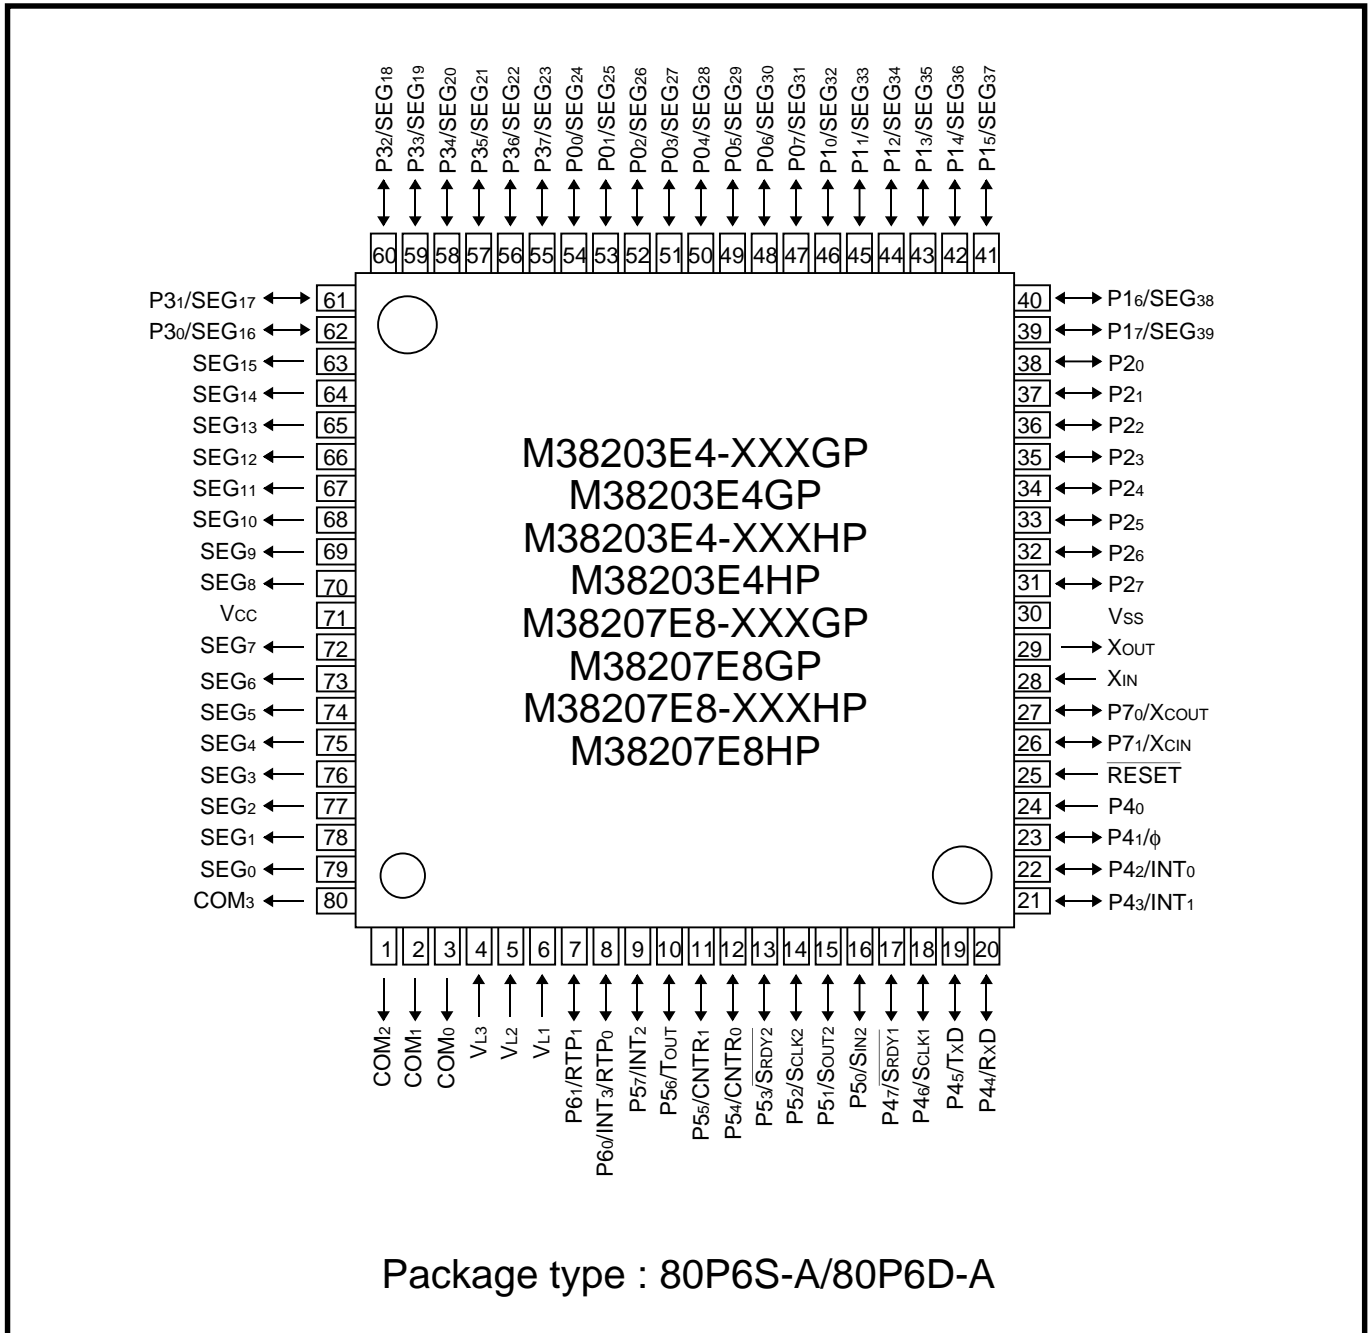 P32/SEG18
P33/SEG19
P34/SEG20
P35/SEG21
P36/SEG22
P37/SEG23
P00/SEG24
P01/SEG25
P02/SEG26
P03/SEG27
P04/SEG28
P05/SEG29
P06/SEG30
P07/SEG31
P10/SEG32
P11/SEG33
P12/SEG34
P13/SEG35
P14/SEG36
P15/SEG37
60 59 58 57 56 55 54 53 52 51 50 49 48 47 46 45 44 43 42 41
P31/SEG17 61
P30/SEG16 62
SEG15 63
SEG14 64
SEG13 65
SEG12 66
SEG11 67
SEG10 68
SEG9 69
SEG8 70
VCC 71
SEG7 72
SEG6 73
SEG5 74
SEG4 75
SEG3 76
SEG2 77
SEG1 78
SEG0 79
COM3 80
M38203E4-XXXGP
M38203E4GP
M38203E4-XXXHP
M38203E4HP
M38207E8-XXXGP
M38207E8GP
M38207E8-XXXHP
M38207E8HP
40 P16/SEG38
39 P17/SEG39
38 P20
37 P21
36 P22
35 P23
34 P24
33 P25
32 P26
31 P27
30 VSS
29 XOUT
28 XIN
27 P70/XCOUT
26 P71/XCIN
25 RESET
24 P40
23 P41/ϕ
22 P42/INT0
21 P43/INT1
1 2 3 4 5 6 7 8 9 10 11 12 13 14 15 16 17 18 19 20
COM2
COM1
COM0
VL3
VL2
VL1
P61/RTP1
P60/INT3/RTP0
P57/INT2
P56/TOUT
P55/CNTR1
P54/CNTR0
P53/SRDY2
P52/SCLK2
P51/SOUT2
P50/SIN2
P47/SRDY1
P46/SCLK1
P45/TXD
P44/RXD
Package type : 80P6S-A/80P6D-A